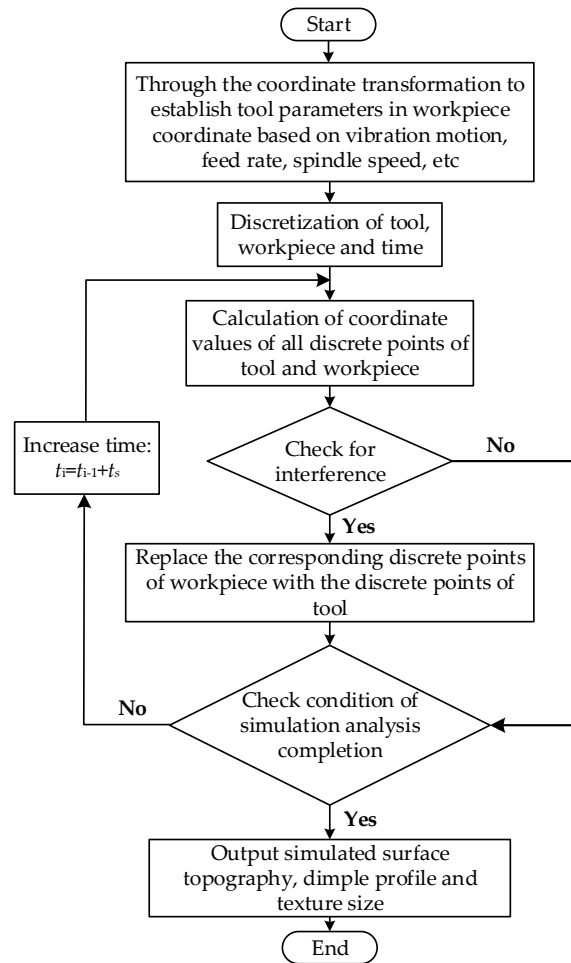 Start
Through the coordinate transformation to
establish tool parameters in workpiece
coordinate based on vibration motion,
feed rate, spindle speed, etc
Discretization of tool,
workpiece and time
Calculation of coordinate
values of all discrete points of
tool and workpiece
Increase time:
tᵢ=tᵢ₋₁+tₛ
Check for
interference
No
Yes
Replace the corresponding discrete points
of workpiece with the discrete points of
tool
No
Check condition of
simulation analysis
completion
Yes
Output simulated surface
topography, dimple profile and
texture size
End